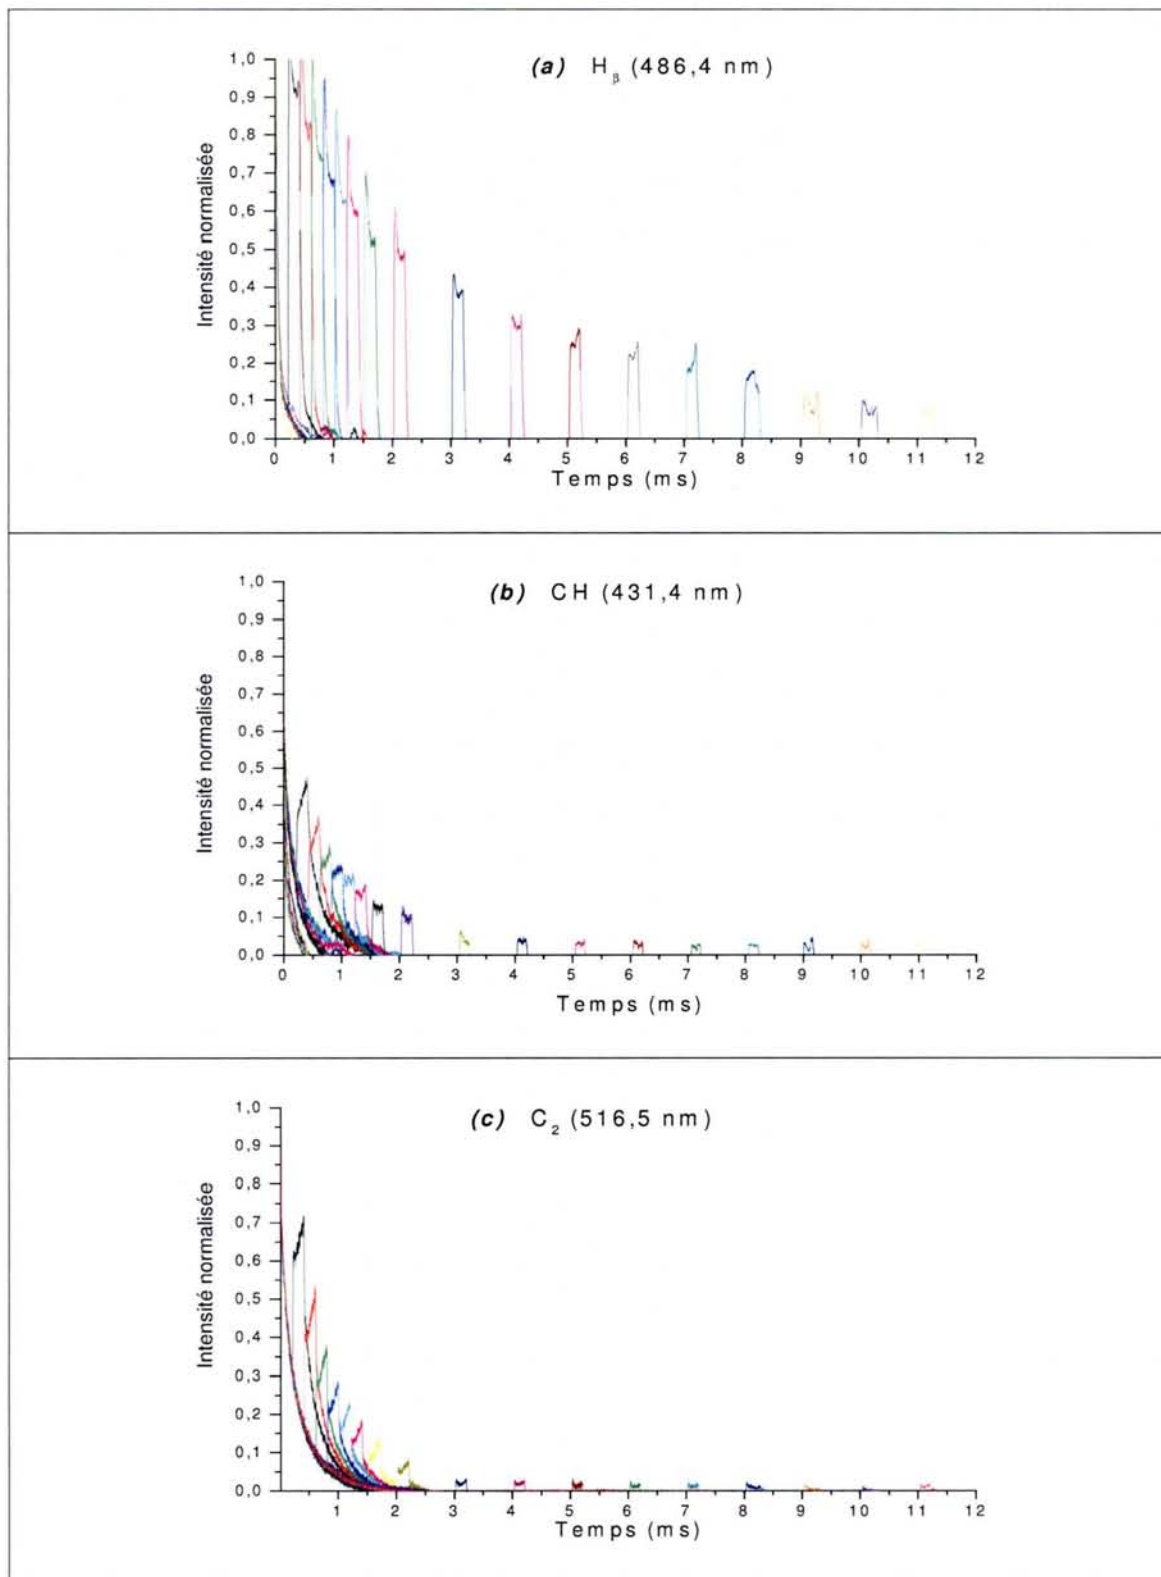 (a) H β (486,4 nm)
Intensité normalisée
1,0
0,9
0,8
0,7
0,6
0,5
0,4
0,3
0,2
0,1
0,0
0 1 2 3 4 5 6 7 8 9 10 11 12
Temps (ms)
(b) CH (431,4 nm)
Intensité normalisée
1,0
0,9
0,8
0,7
0,6
0,5
0,4
0,3
0,2
0,1
0,0
0 1 2 3 4 5 6 7 8 9 10 11 12
Temps (ms)
(c) C 2 (516,5 nm)
Intensité normalisée
1,0
0,9
0,8
0,7
0,6
0,5
0,4
0,3
0,2
0,1
0,0
1 2 3 4 5 6 7 8 9 10 11 12
Temps (ms)